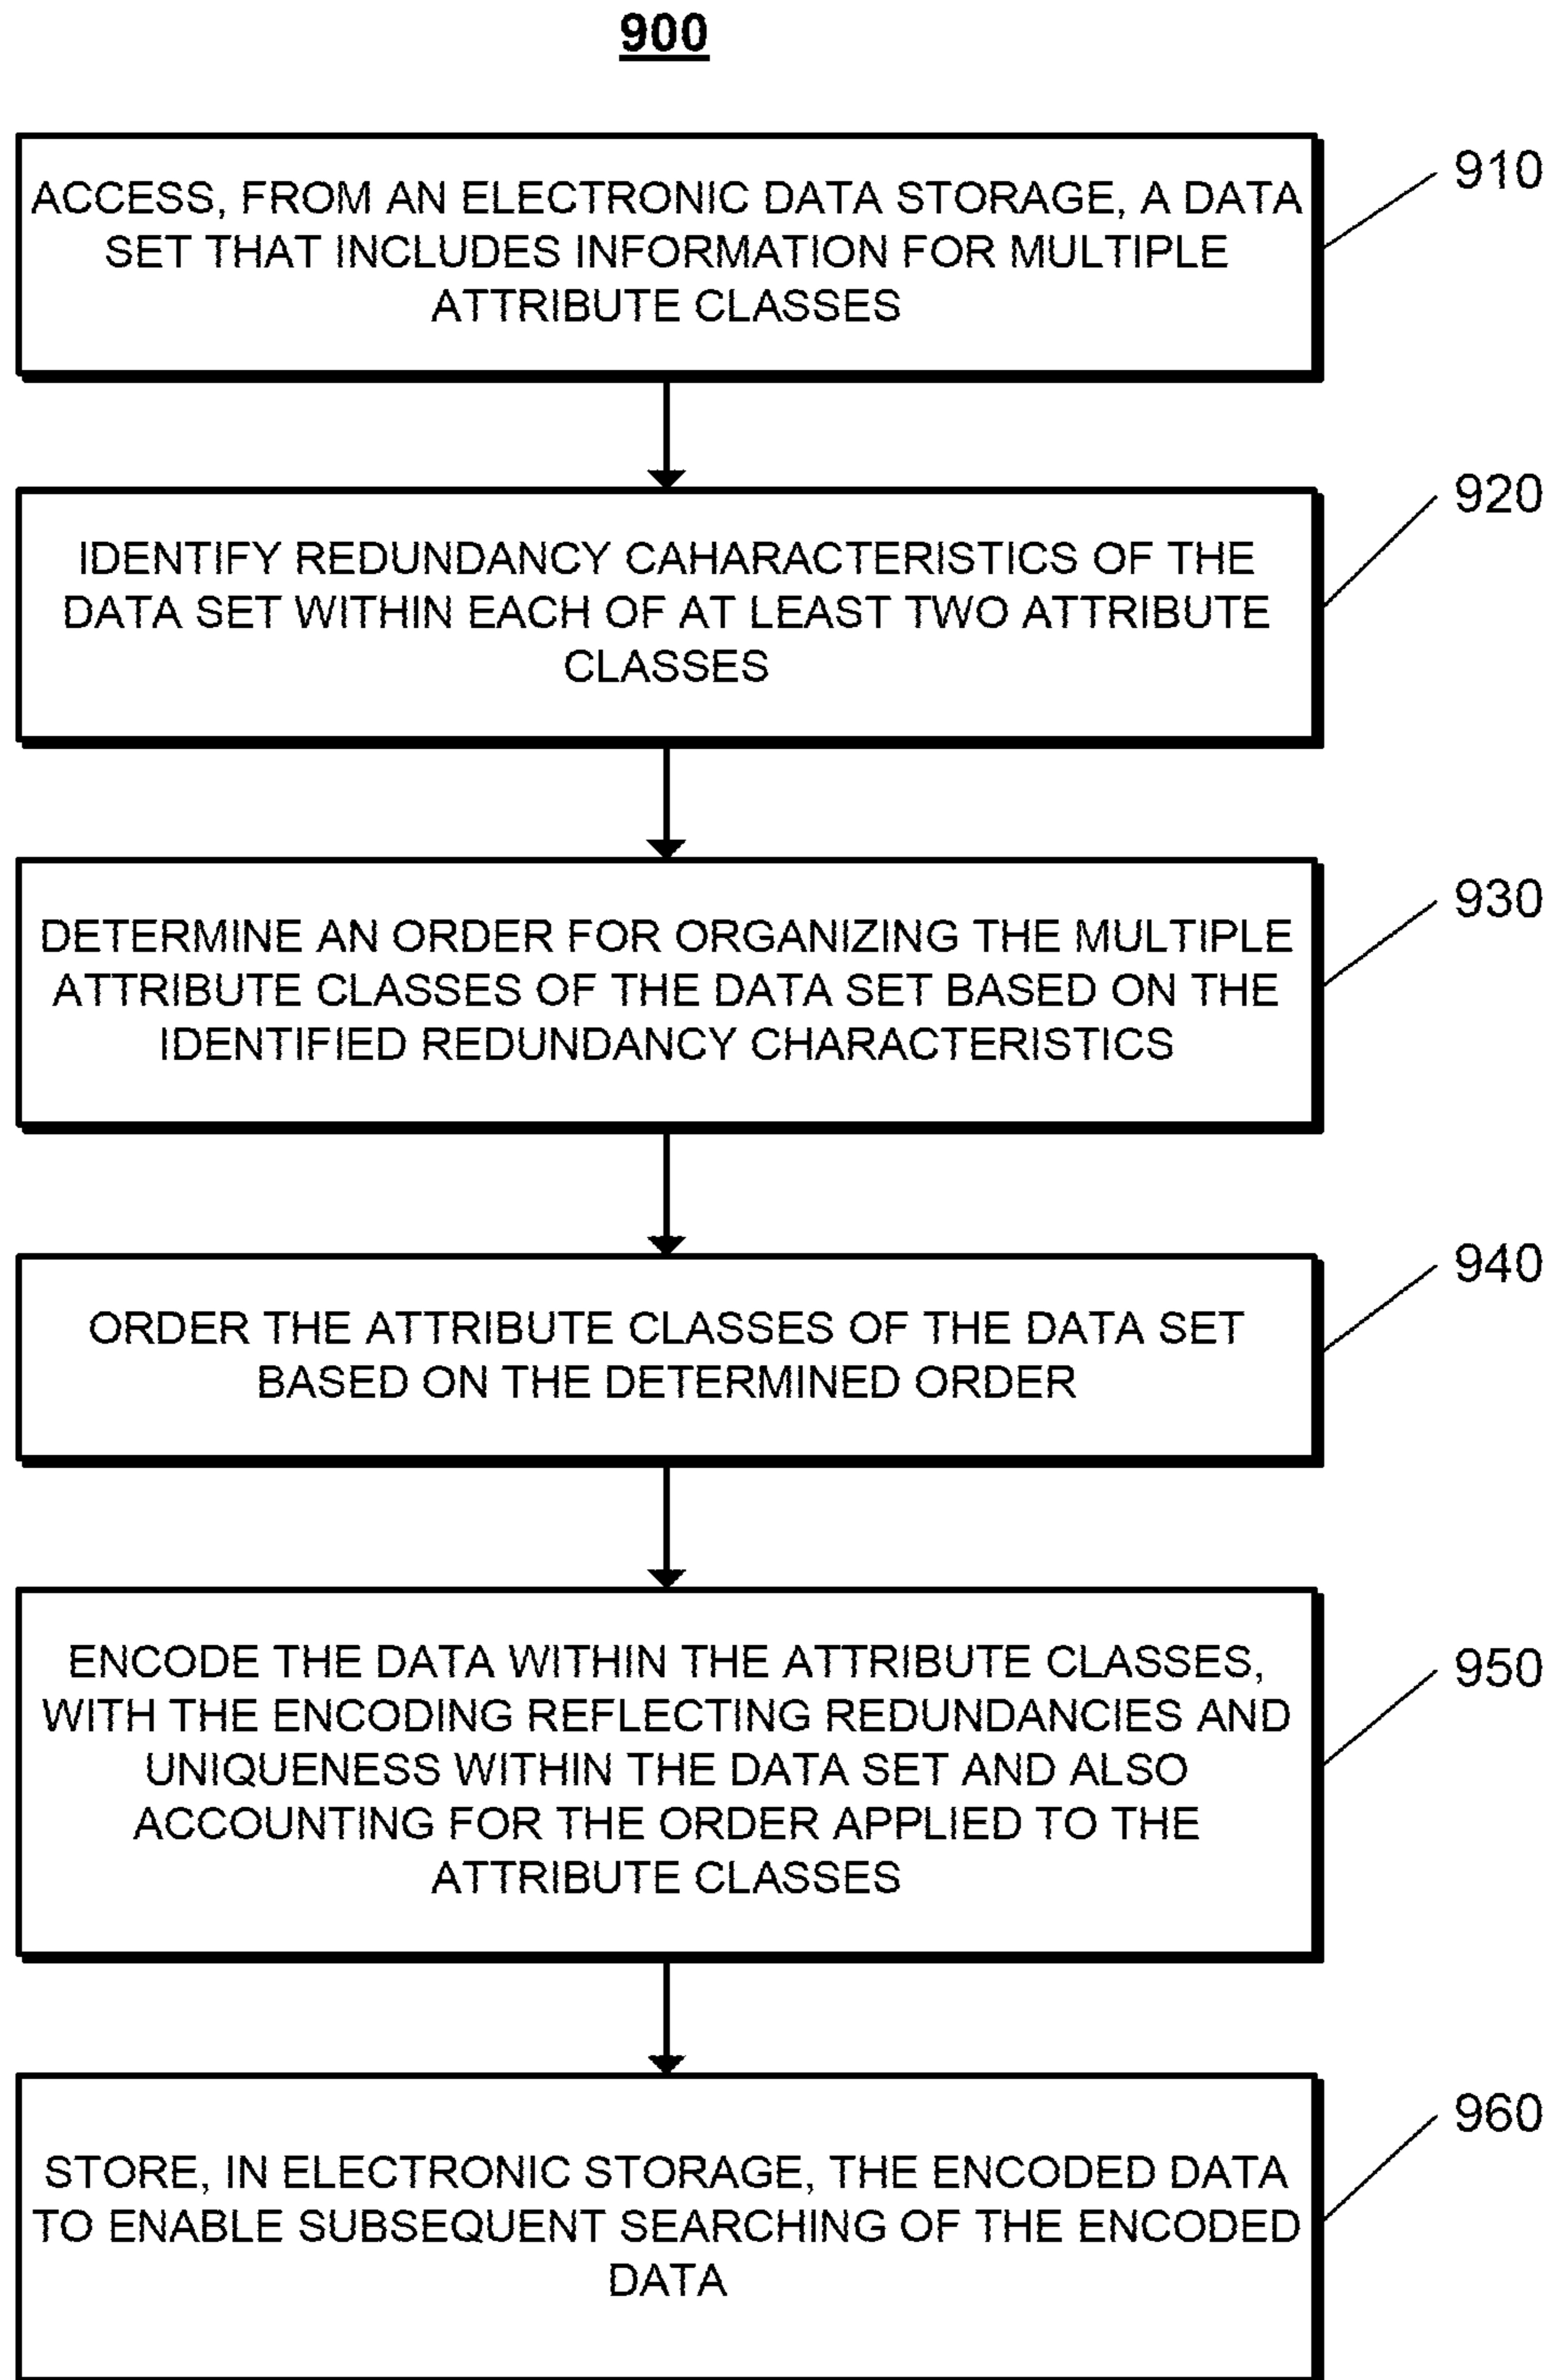 900
ACCESS, FROM AN ELECTRONIC DATA STORAGE, A DATA
SET THAT INCLUDES INFORMATION FOR MULTIPLE
ATTRIBUTE CLASSES
910
IDENTIFY REDUNDANCY CAHARACTERISTICS OF THE
DATA SET WITHIN EACH OF AT LEAST TWO ATTRIBUTE
CLASSES
920
DETERMINE AN ORDER FOR ORGANIZING THE MULTIPLE
ATTRIBUTE CLASSES OF THE DATA SET BASED ON THE
IDENTIFIED REDUNDANCY CHARACTERISTICS
930
ORDER THE ATTRIBUTE CLASSES OF THE DATA SET
BASED ON THE DETERMINED ORDER
940
ENCODE THE DATA WITHIN THE ATTRIBUTE CLASSES,
WITH THE ENCODING REFLECTING REDUNDANCIES AND
UNIQUENESS WITHIN THE DATA SET AND ALSO
ACCOUNTING FOR THE ORDER APPLIED TO THE
ATTRIBUTE CLASSES
950
STORE, IN ELECTRONIC STORAGE, THE ENCODED DATA
TO ENABLE SUBSEQUENT SEARCHING OF THE ENCODED
DATA
960